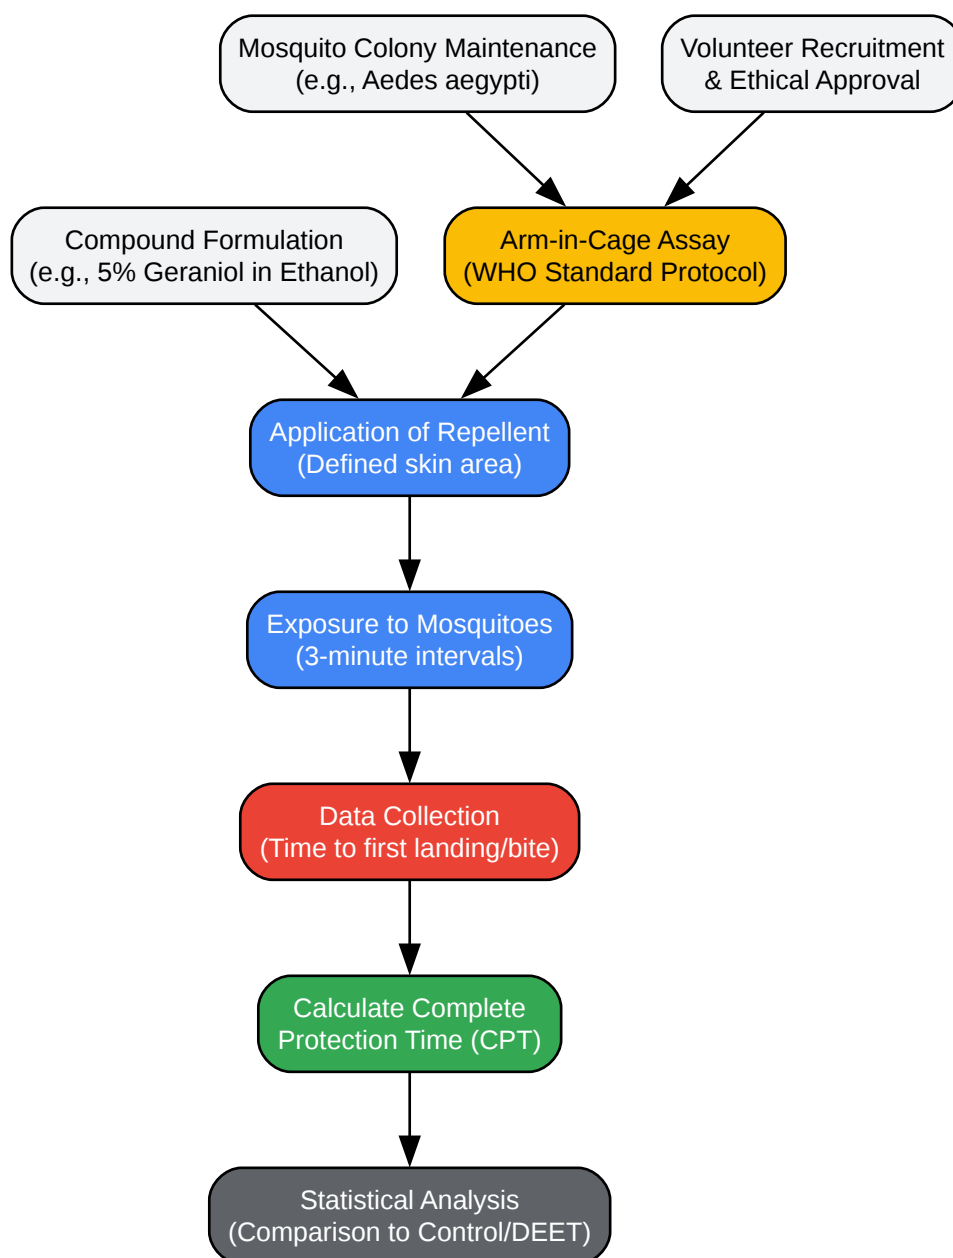 Mosquito Colony Maintenance
(e.g., Aedes aegypti)
Volunteer Recruitment
& Ethical Approval
Compound Formulation
(e.g., 5% Geraniol in Ethanol)
Arm-in-Cage Assay
(WHO Standard Protocol)
Application of Repellent
(Defined skin area)
Exposure to Mosquitoes
(3-minute intervals)
Data Collection
(Time to first landing/bite)
Calculate Complete
Protection Time (CPT)
Statistical Analysis
(Comparison to Control/DEET)